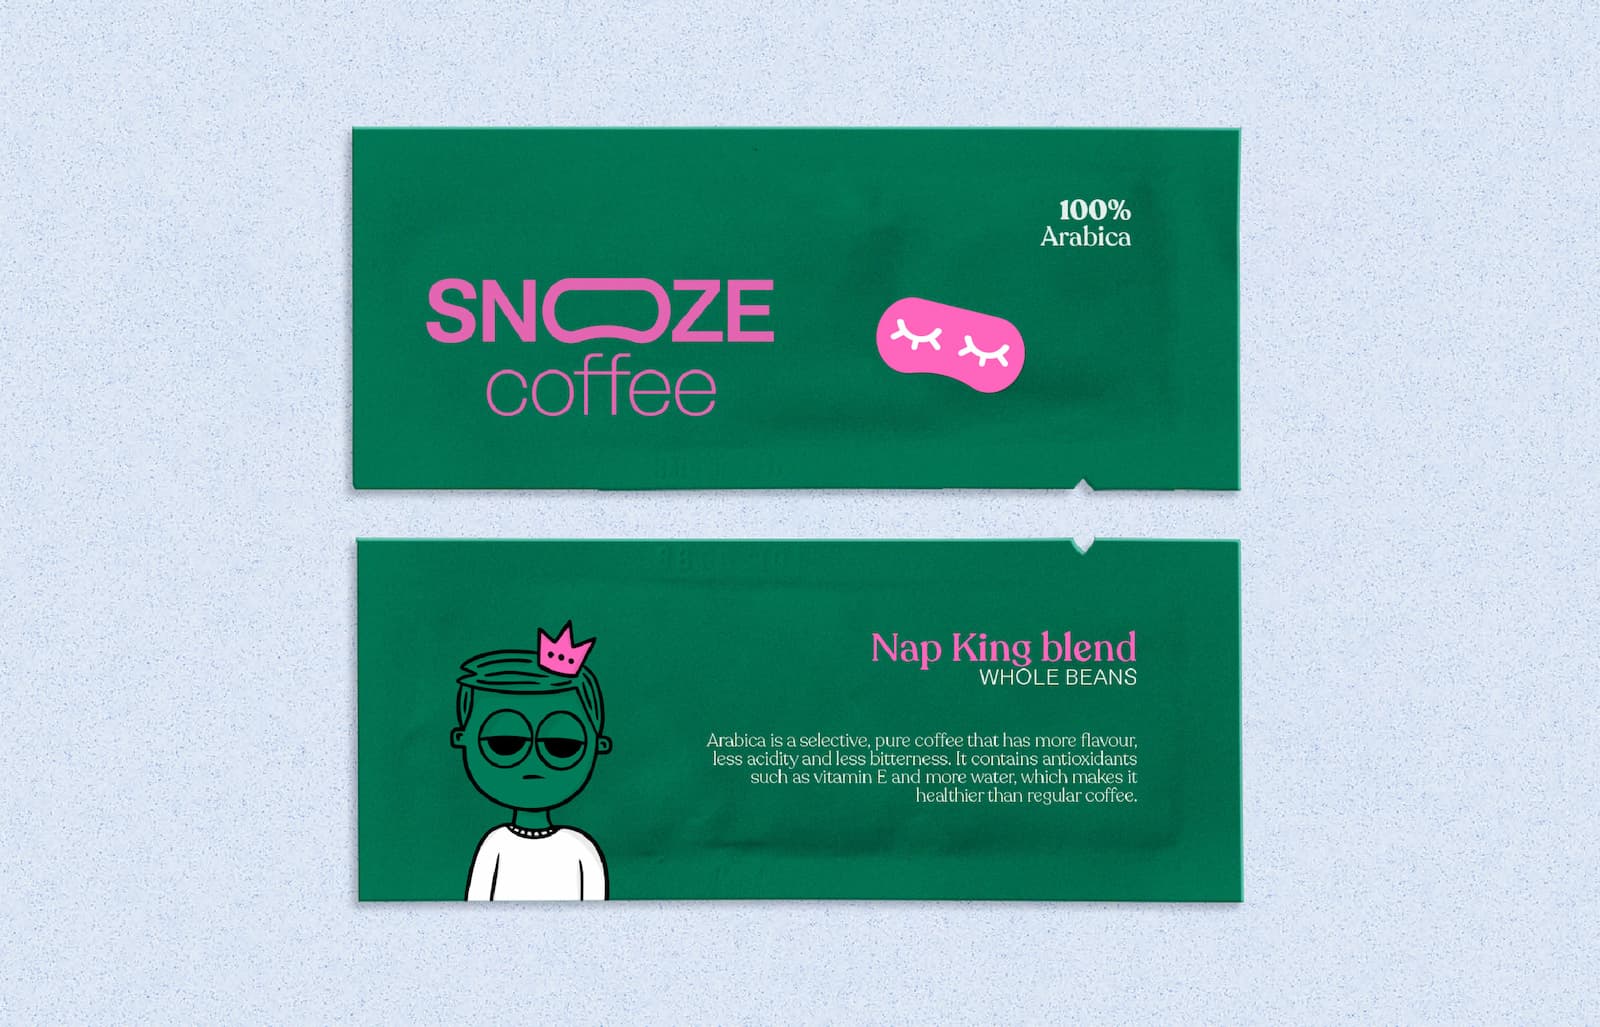 100%
Arabica
SNOOZE
coffee
Nap King blend
WHOLE BEANS
Arabica is a selective, pure coffee that has more flavour,
less acidity and less bitterness. It contains antioxidants
such as vitamin E and more water, which makes it
healthier than regular coffee.